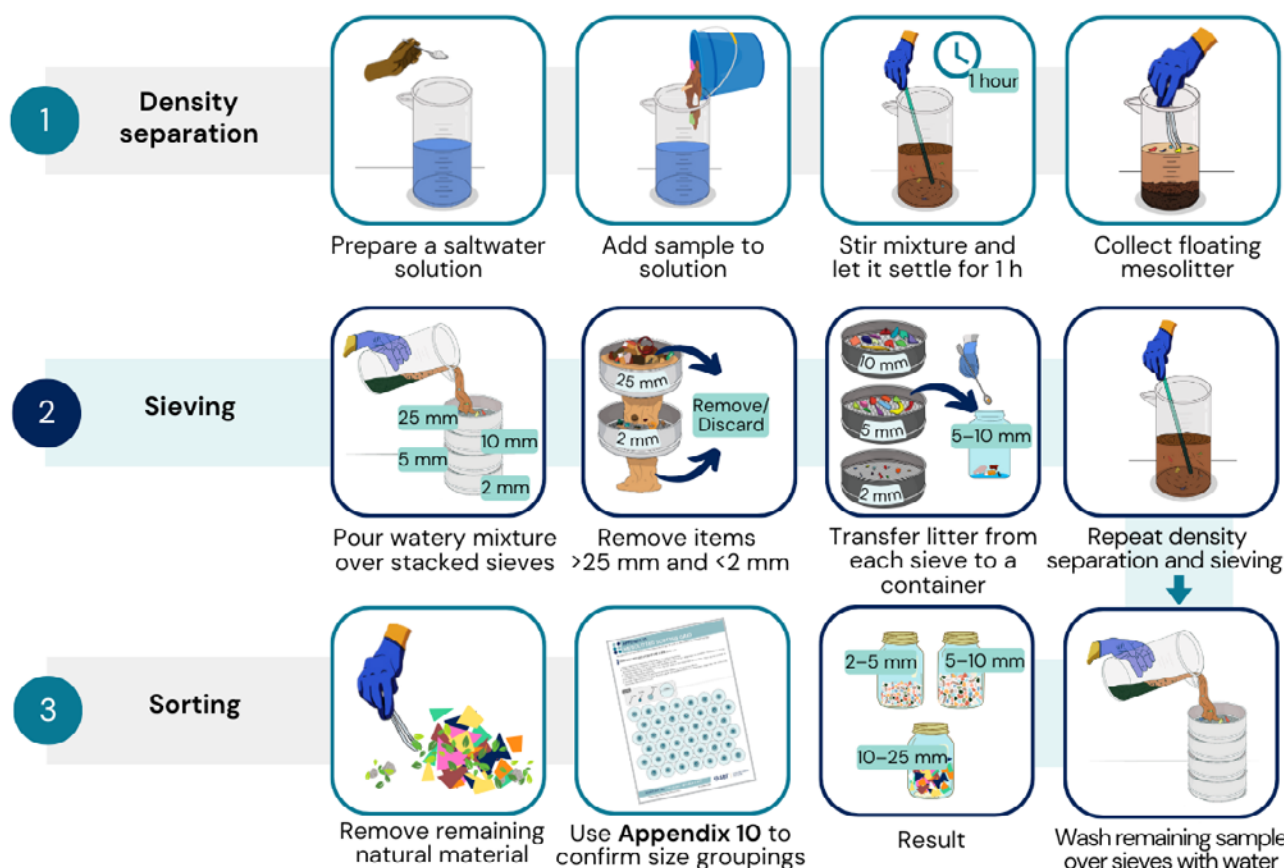 1
Density
separation
1 hour
Prepare a saltwater
solution
Add sample to
solution
Stir mixture and
let it settle for 1 h
Collect floating
mesolitter
2
Sieving
25 mm
10 mm
5 mm
2 mm
25 mm
2 mm
Remove/
Discard
10 mm
5 mm
2 mm
5–10 mm
Pour watery mixture
over stacked sieves
Remove items
>25 mm and <2 mm
Transfer litter from
each sieve to a
container
Repeat density
separation and sieving
3
Sorting
2–5 mm
5–10 mm
10–25 mm
Remove remaining
natural material
Use Appendix 10 to
confirm size groupings
Result
Wash remaining sample
over sieves with water